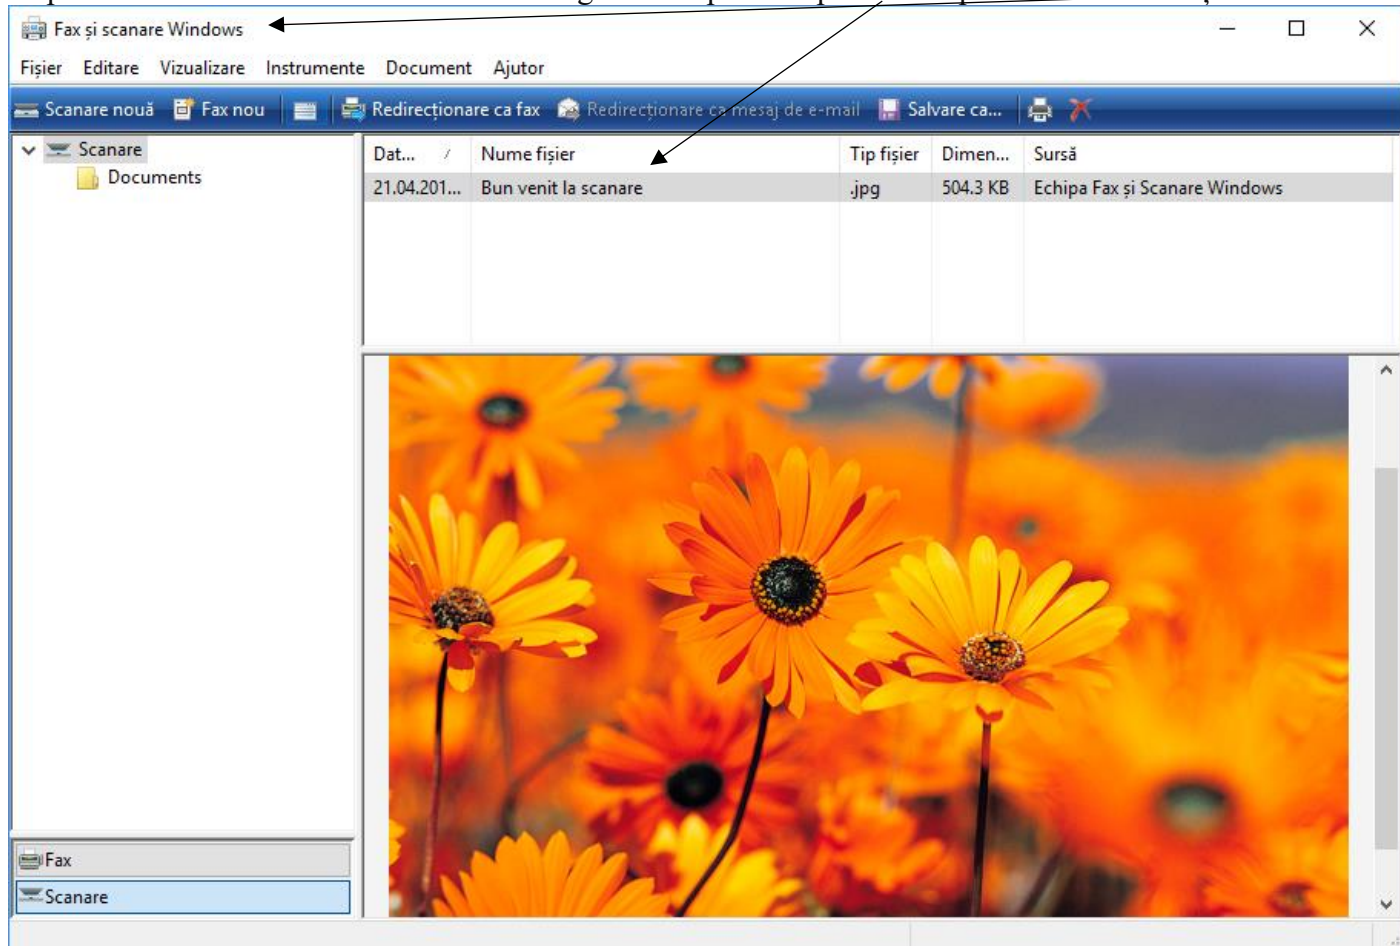 Fax și scanare Windows
Fișier Editare Vizualizare Instrumente Document Ajutor
Scanare nouă Fax nou Redirecționare ca fax Redirecționare ca mesaj de e-mail Salvare ca...
Scanare
Documents
Dat... Nume fișier Tip fișier Dimen... Sursă
21.04.201... Bun venit la scanare .jpg 504.3 KB Echipa Fax și Scanare Windows
Fax
Scanare